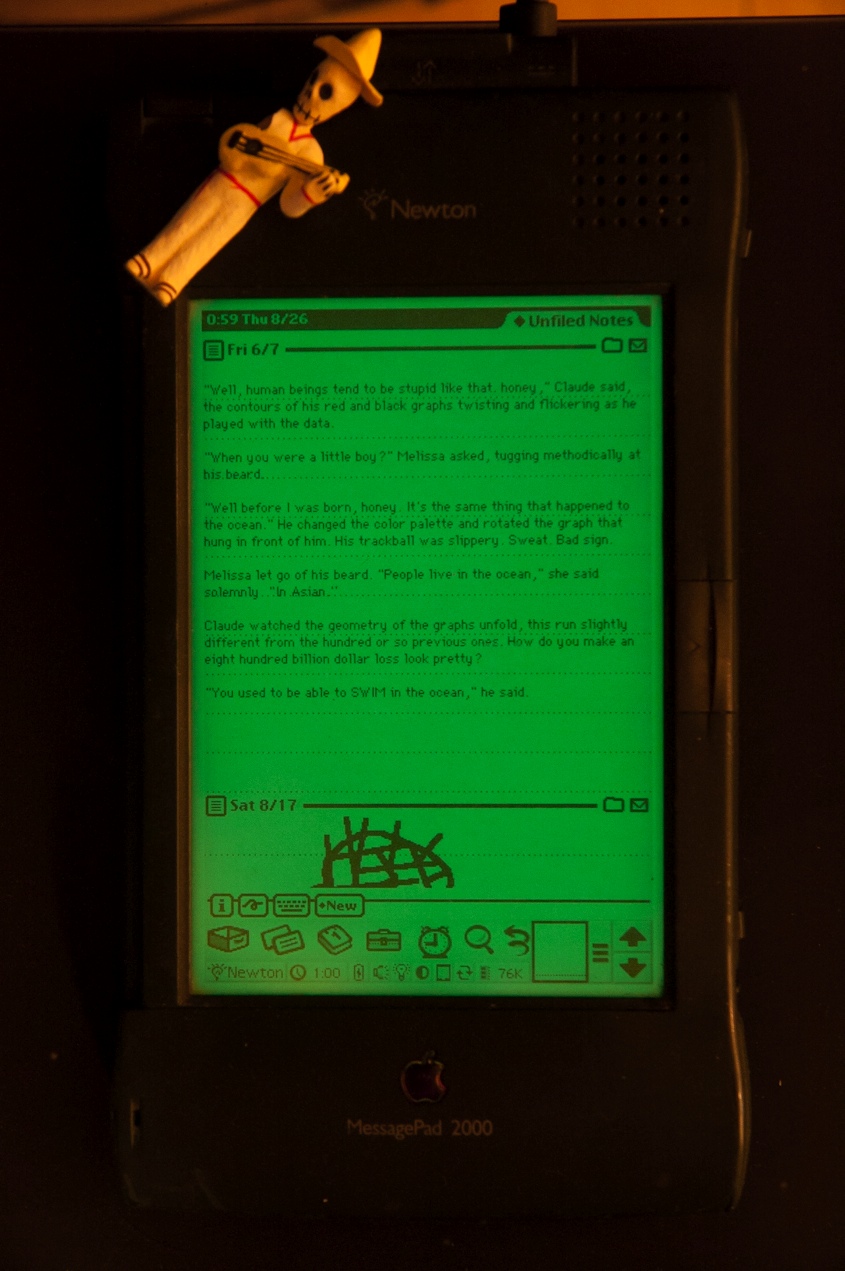 Newton
0:59 Thu 8/26
Unfiled Notes
Fri 6/7
"Well, human beings tend to be stupid like that, honey," Claude said,
the contours of his red and black graphs twisting and flickering as he
played with the data.
"When you were a little boy?" Melissa asked, tugging methodically at
his beard.
"Well before I was born, honey. It's the same thing that happened to
the ocean." He changed the color palette and rotated the graph that
hung in front of him. His trackball was slippery. Sweat. Bad sign.
Melissa let go of his beard. "People live in the ocean," she said
solemnly. "In Asian."
Claude watched the geometry of the graphs unfold, this run slightly
different from the hundred or so previous ones. How do you make an
eight hundred billion dollar loss look pretty?
"You used to be able to SWIM in the ocean," he said.
Sat 8/17
New
Newton 1:00 76K
MessagePad 2000